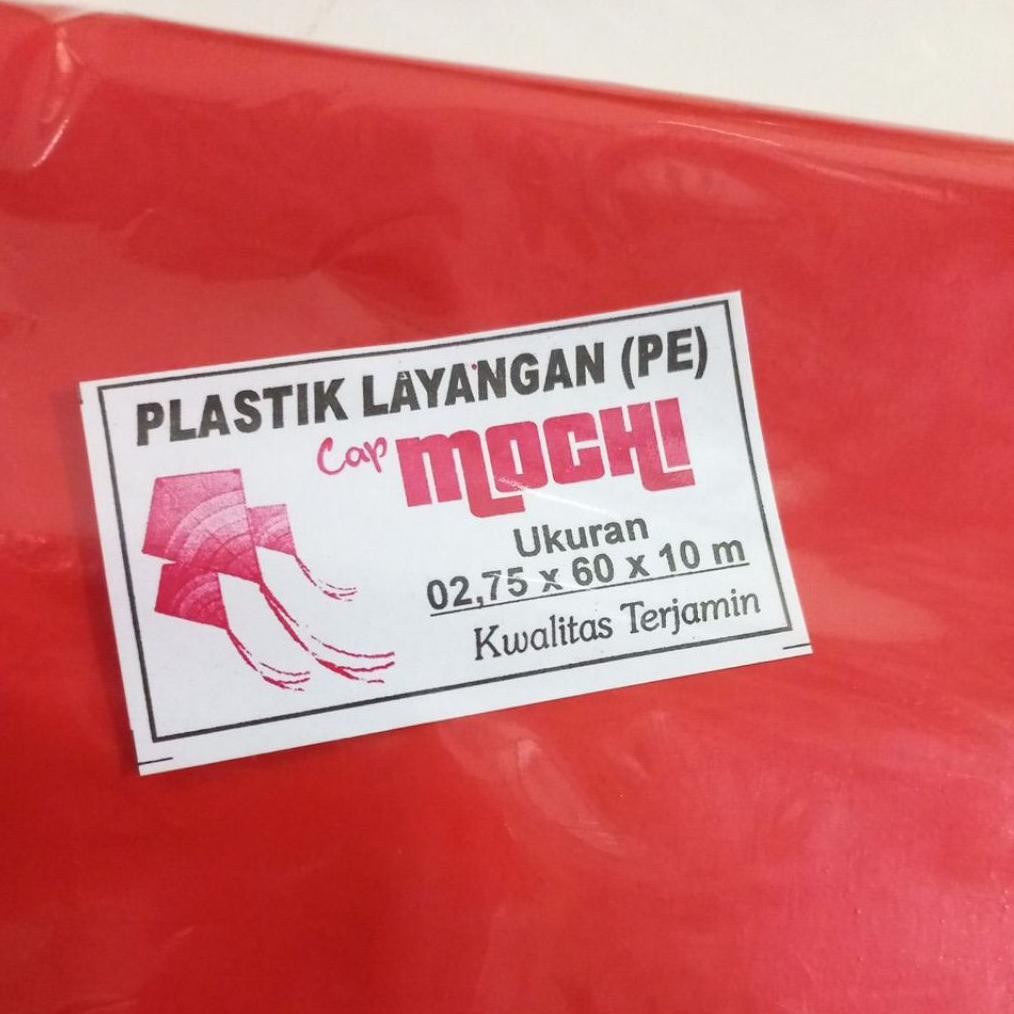 PLASTIK LAYANGAN (PE)
Cap MOCHI
Ukuran
02,75 x 60 x 10 m
Kwalitas Terjamin